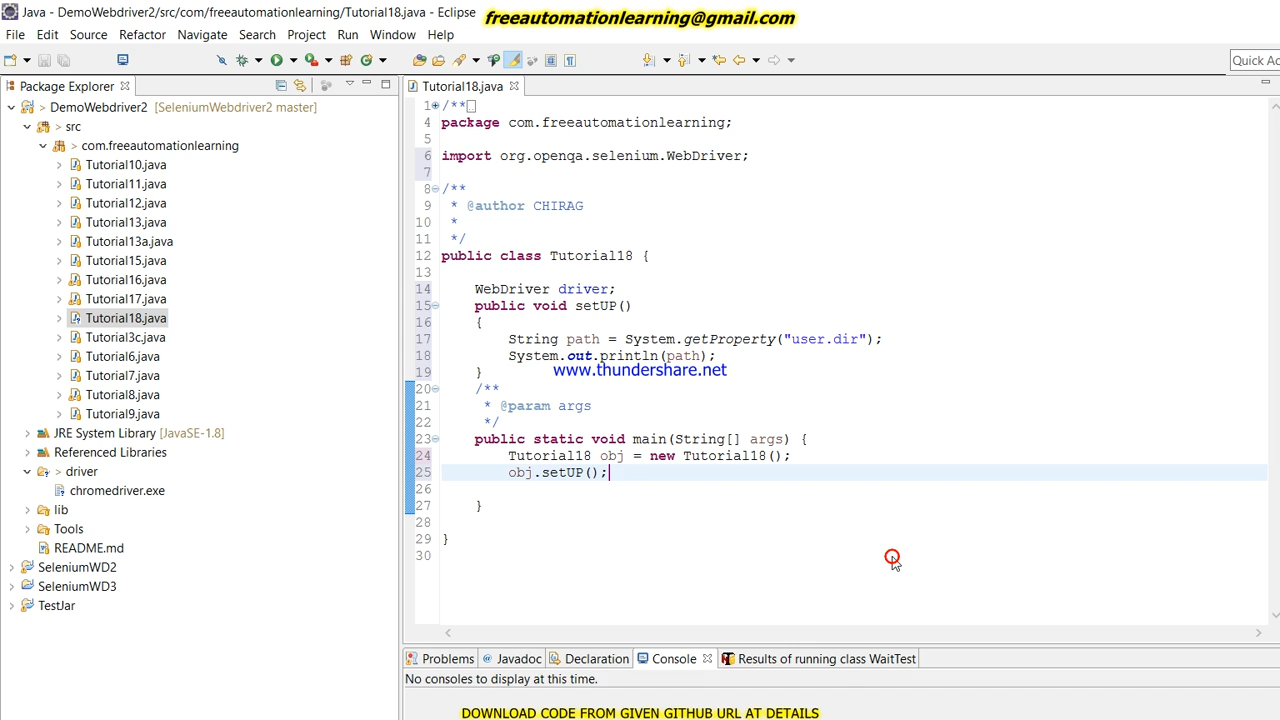 Java - DemoWebdriver2/src/com/freeautomationlearning/Tutorial18.java - Eclipse
freeautomationlearning@gmail.com
File Edit Source Refactor Navigate Search Project Run Window Help
Quick Ac
Package Explorer
DemoWebdriver2 [SeleniumWebdriver2 master]
src
com.freeautomationlearning
Tutorial10.java
Tutorial11.java
Tutorial12.java
Tutorial13.java
Tutorial13a.java
Tutorial15.java
Tutorial16.java
Tutorial17.java
Tutorial18.java
Tutorial3c.java
Tutorial6.java
Tutorial7.java
Tutorial8.java
Tutorial9.java
JRE System Library [JavaSE-1.8]
Referenced Libraries
driver
chromedriver.exe
lib
Tools
README.md
SeleniumWD2
SeleniumWD3
TestJar
Tutorial18.java
1 /**
4 package com.freeautomationlearning;
5
6 import org.openqa.selenium.WebDriver;
7
8 /**
9 * @author CHIRAG
10 *
11 */
12 public class Tutorial18 {
13
14 WebDriver driver;
15 public void setUP()
16 {
17 String path = System.getProperty("user.dir");
18 System.out.println(path);
19 }
www.thundershare.net
20 /**
21 * @param args
22 */
23 public static void main(String[] args) {
24 Tutorial18 obj = new Tutorial18();
25 obj.setUP();
26
27 }
28
29 }
30
Problems Javadoc Declaration Console Results of running class WaitTest
No consoles to display at this time.
DOWNLOAD CODE FROM GIVEN GITHUB URL AT DETAILS